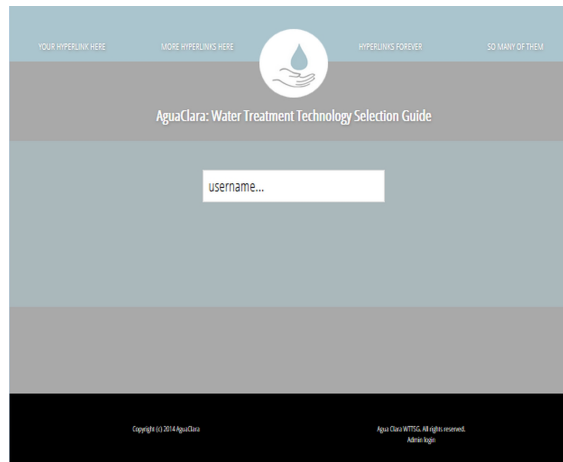 YOUR HYPERLINK HERE
MORE HYPERLINKS HERE
HYPERLINKS FOREVER
SO MANY OF THEM
AguaClara: Water Treatment Technology Selection Guide
username...
Copyright (c) 2014 AguaClara
Agua Clara WTTSG. All rights reserved.
Admin login